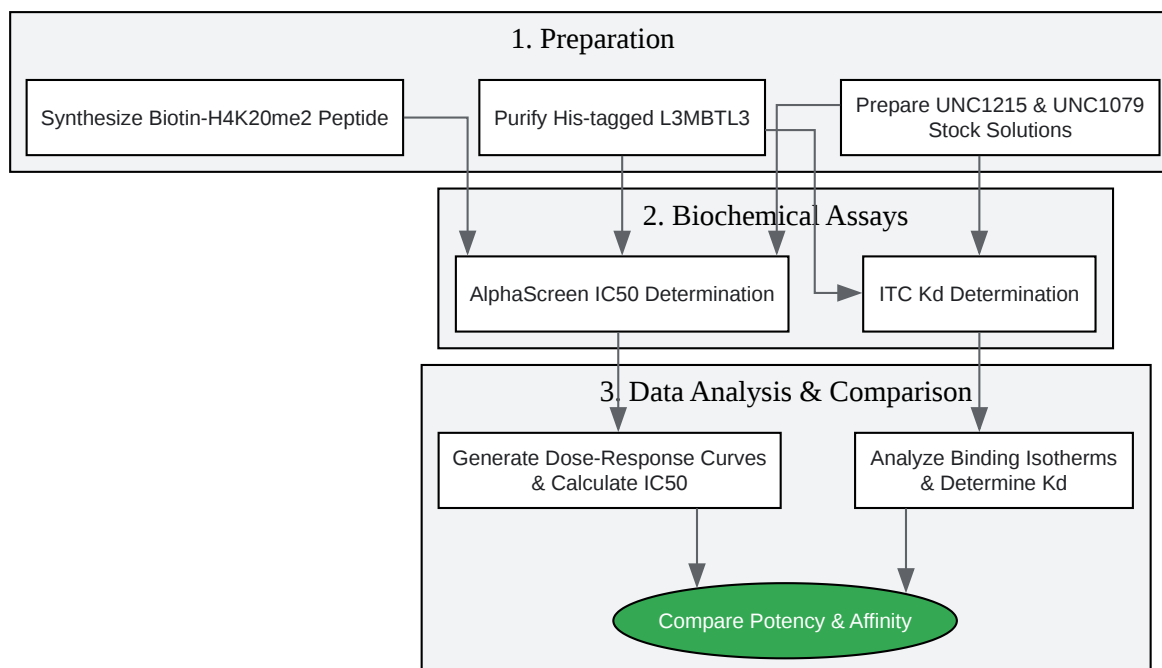 1. Preparation
Synthesize Biotin-H4K20me2 Peptide
Purify His-tagged L3MBTL3
Prepare UNC1215 & UNC1079
Stock Solutions
2. Biochemical Assays
AlphaScreen IC50 Determination
ITC Kd Determination
3. Data Analysis & Comparison
Generate Dose-Response Curves
& Calculate IC50
Analyze Binding Isotherms
& Determine Kd
Compare Potency & Affinity